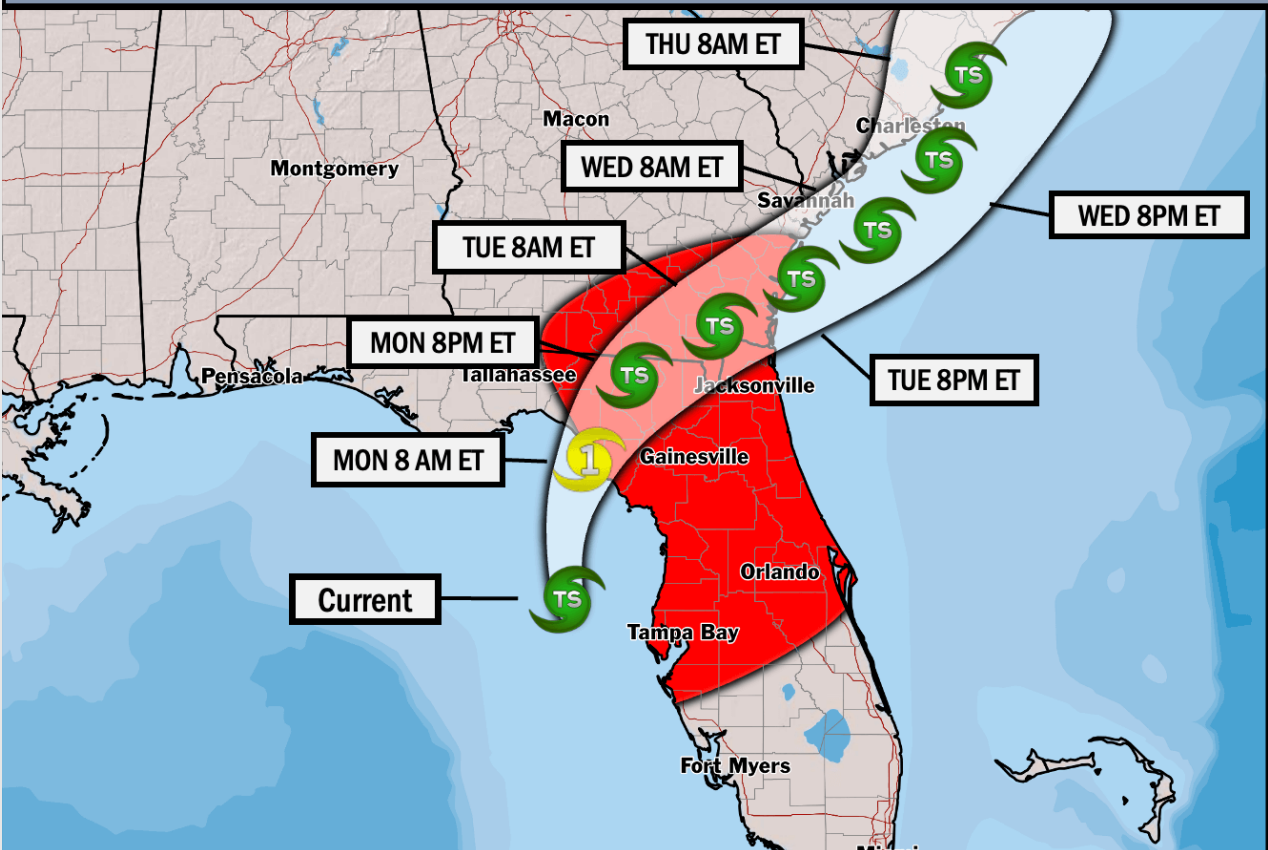 THU 8AM ET
TS
Macon
Charleston
Montgomery
WED 8AM ET
TS
Savannah
WED 8PM ET
TUE 8AM ET
TS
TS
MON 8PM ET
TS
Pensacola
Tallahassee
TS
Jacksonville
TUE 8PM ET
MON 8 AM ET
1
Gainesville
Current
TS
Orlando
Tampa Bay
Fort Myers